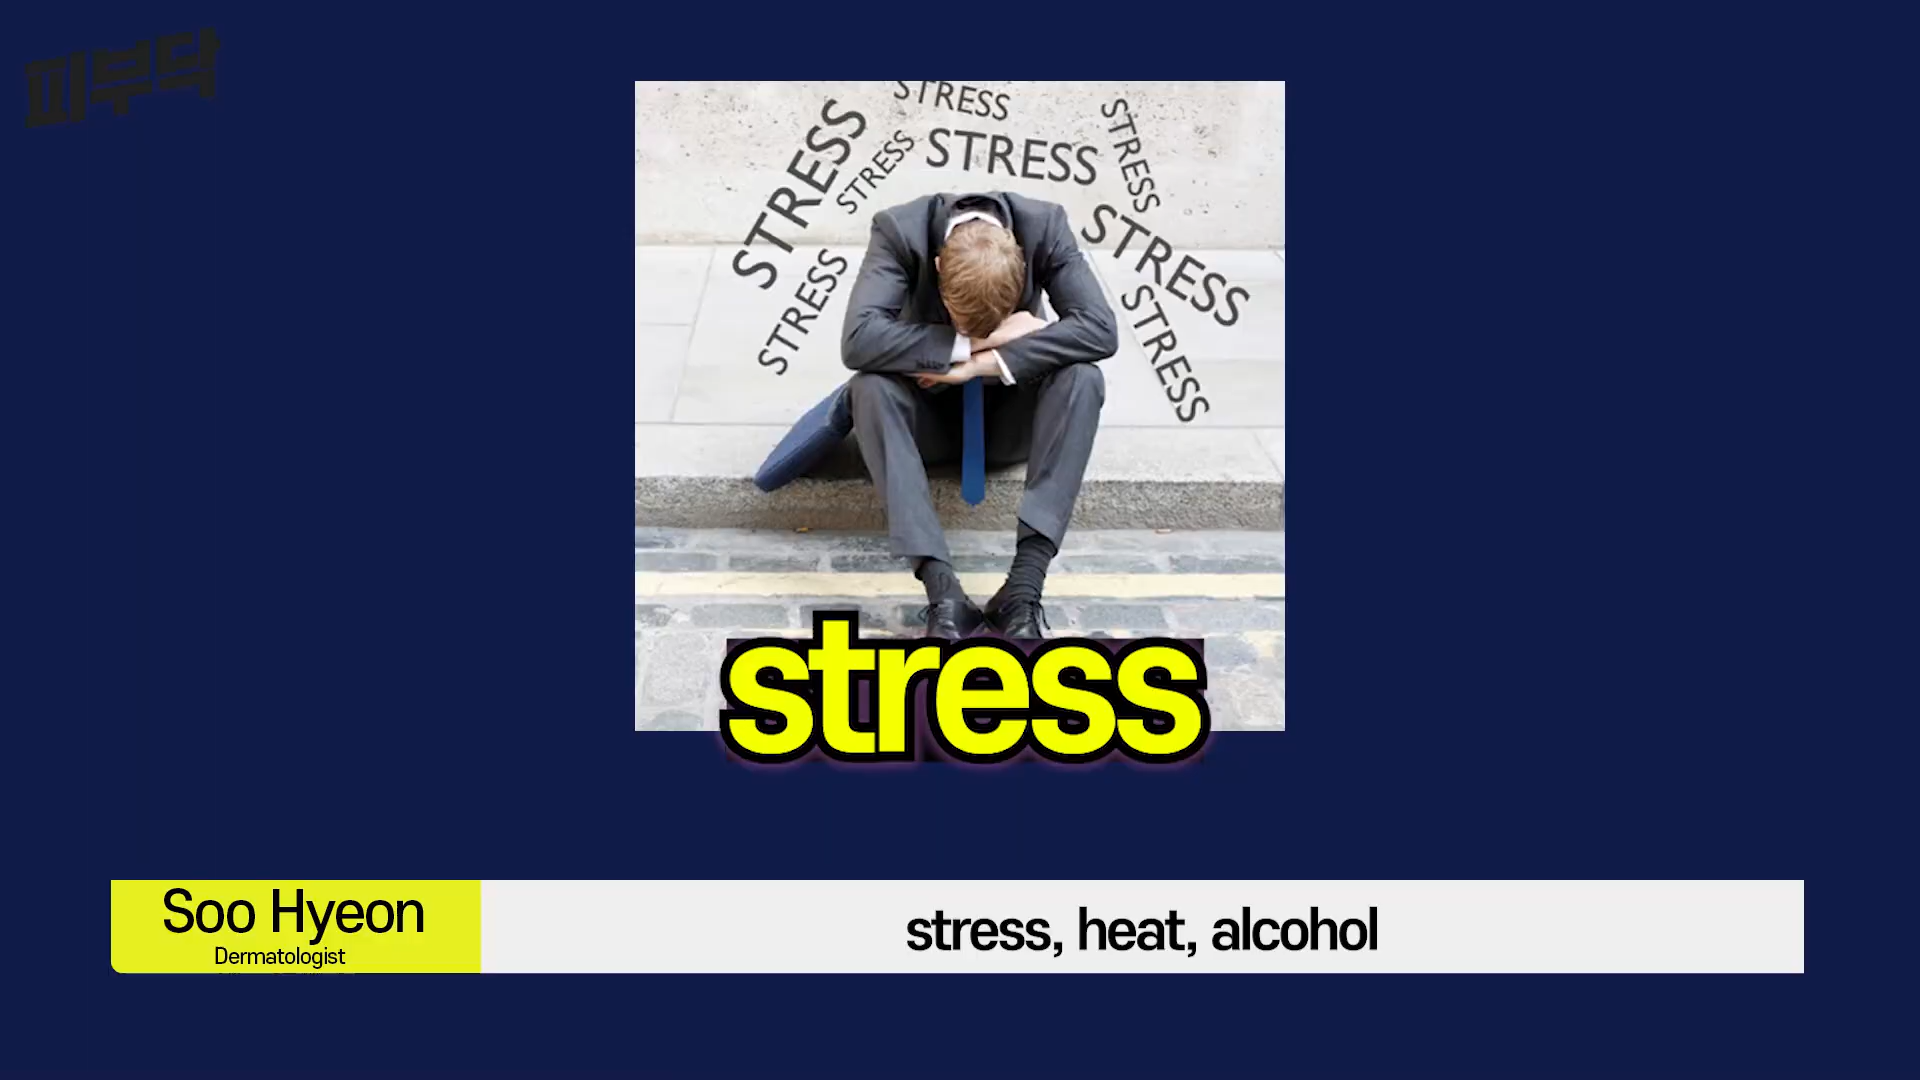 피부닥
STRESS
STRESS
STRESS
STRESS
STRESS
STRESS
STRESS
STRESS
stress
Soo Hyeon
Dermatologist
stress, heat, alcohol